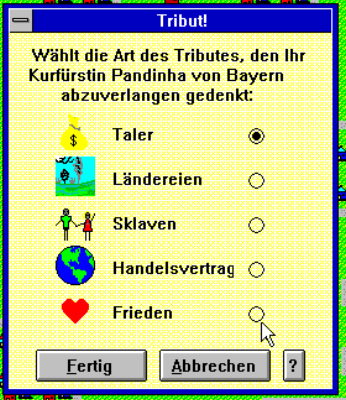 Tribut!
Wählt die Art des Tributes, den Ihr
Kurfürstin Pandinha von Bayern
abzuverlangen gedenkt:
$
Taler
Ländereien
Sklaven
Handelsvertrag
Frieden
Fertig
Abbrechen
?